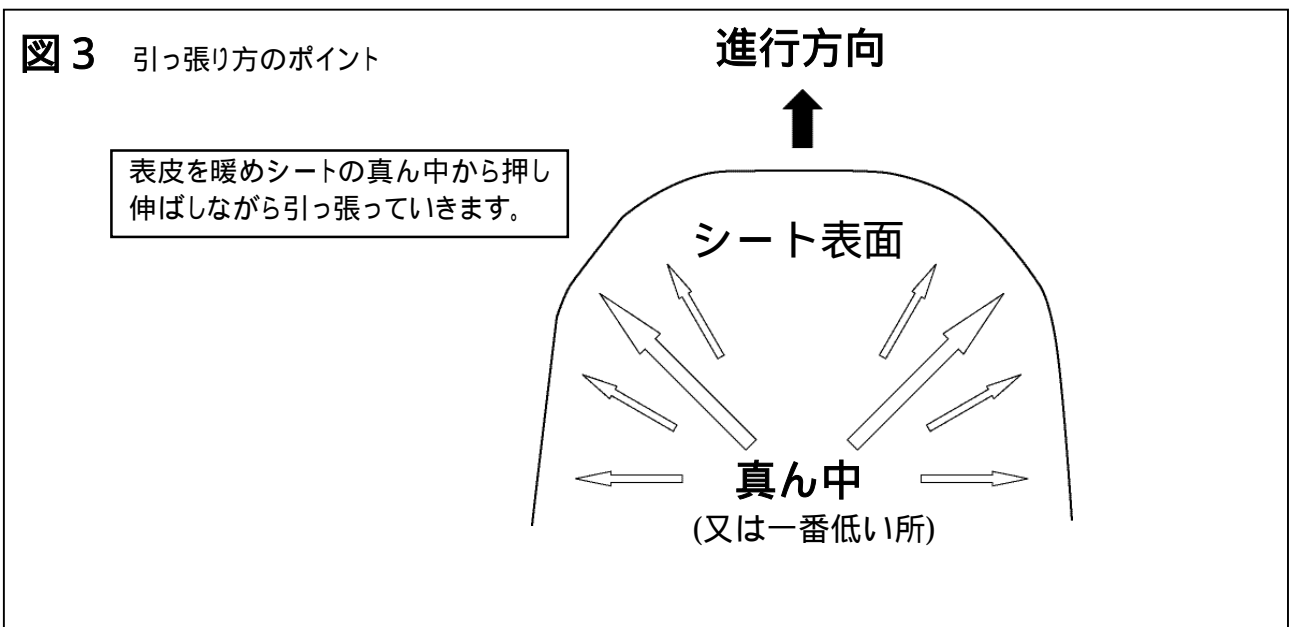 図3 引っ張り方のポイント
進行方向
表皮を暖めシートの真ん中から押し
伸ばしながら引っ張っていきます。
シート表面
真ん中
(又は一番低い所)